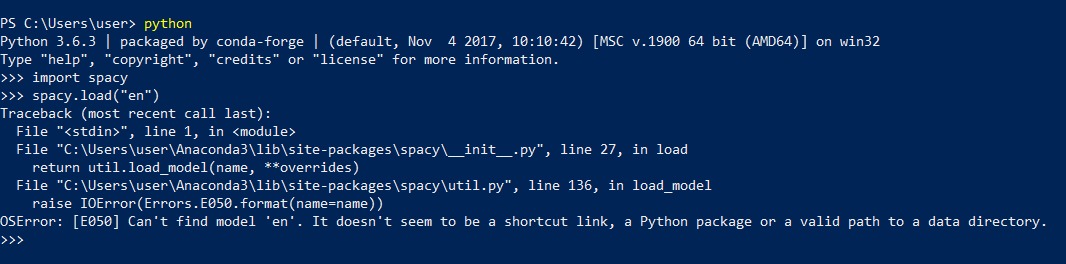 PS C:\Users\user> python
Python 3.6.3 | packaged by conda-forge | (default, Nov  4 2017, 10:10:42) [MSC v.1900 64 bit (AMD64)] on win32
Type "help", "copyright", "credits" or "license" for more information.
>>> import spacy
>>> spacy.load("en")
Traceback (most recent call last):
  File "<stdin>", line 1, in <module>
  File "C:\Users\user\Anaconda3\lib\site-packages\spacy\__init__.py", line 27, in load
    return util.load_model(name, **overrides)
  File "C:\Users\user\Anaconda3\lib\site-packages\spacy\util.py", line 136, in load_model
    raise IOError(Errors.E050.format(name=name))
OSError: [E050] Can't find model 'en'. It doesn't seem to be a shortcut link, a Python package or a valid path to a data directory.
>>>